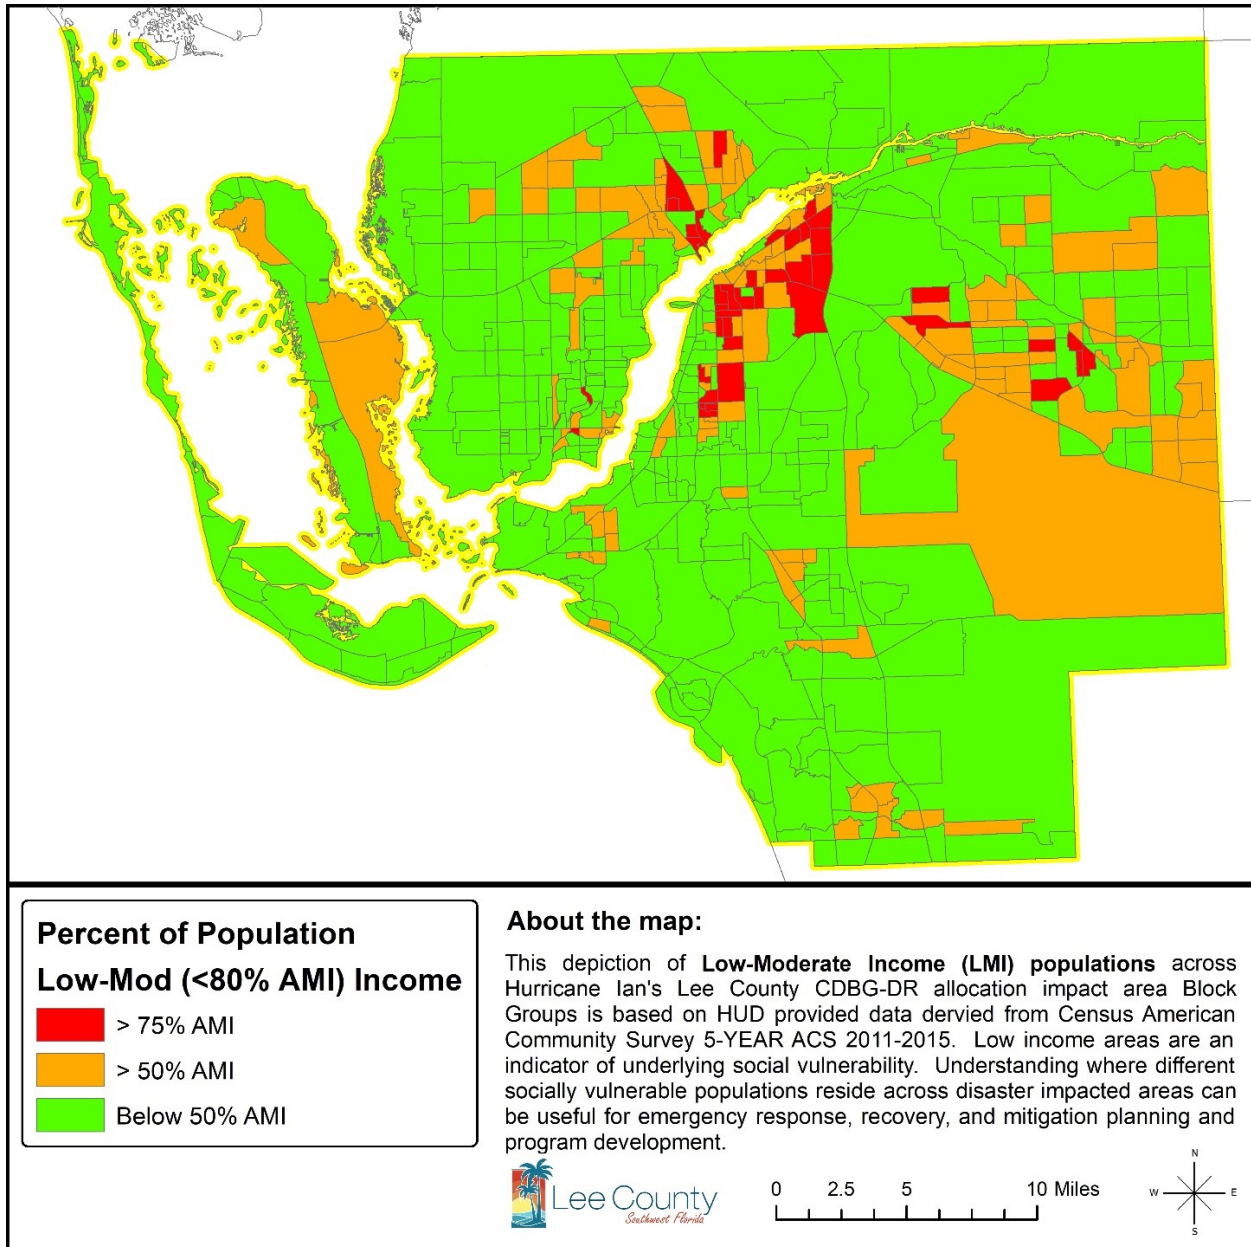 Percent of Population
Low-Mod (<80% AMI) Income
> 75% AMI
> 50% AMI
Below 50% AMI
About the map:
This depiction of Low-Moderate Income (LMI) populations across
Hurricane Ian's Lee County CDBG-DR allocation impact area Block
Groups is based on HUD provided data dervied from Census American
Community Survey 5-YEAR ACS 2011-2015. Low income areas are an
indicator of underlying social vulnerability. Understanding where different
socially vulnerable populations reside across disaster impacted areas can
be useful for emergency response, recovery, and mitigation planning and
program development.
Lee County
Southwest Florida
0 2.5 5 10 Miles
N
W E
S